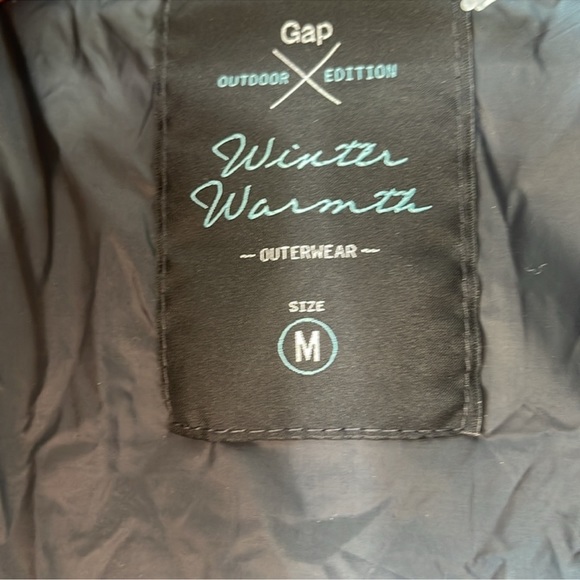 Gap
OUTDOOR EDITION
Winter
Warmth
~ OUTERWEAR ~
SIZE
M